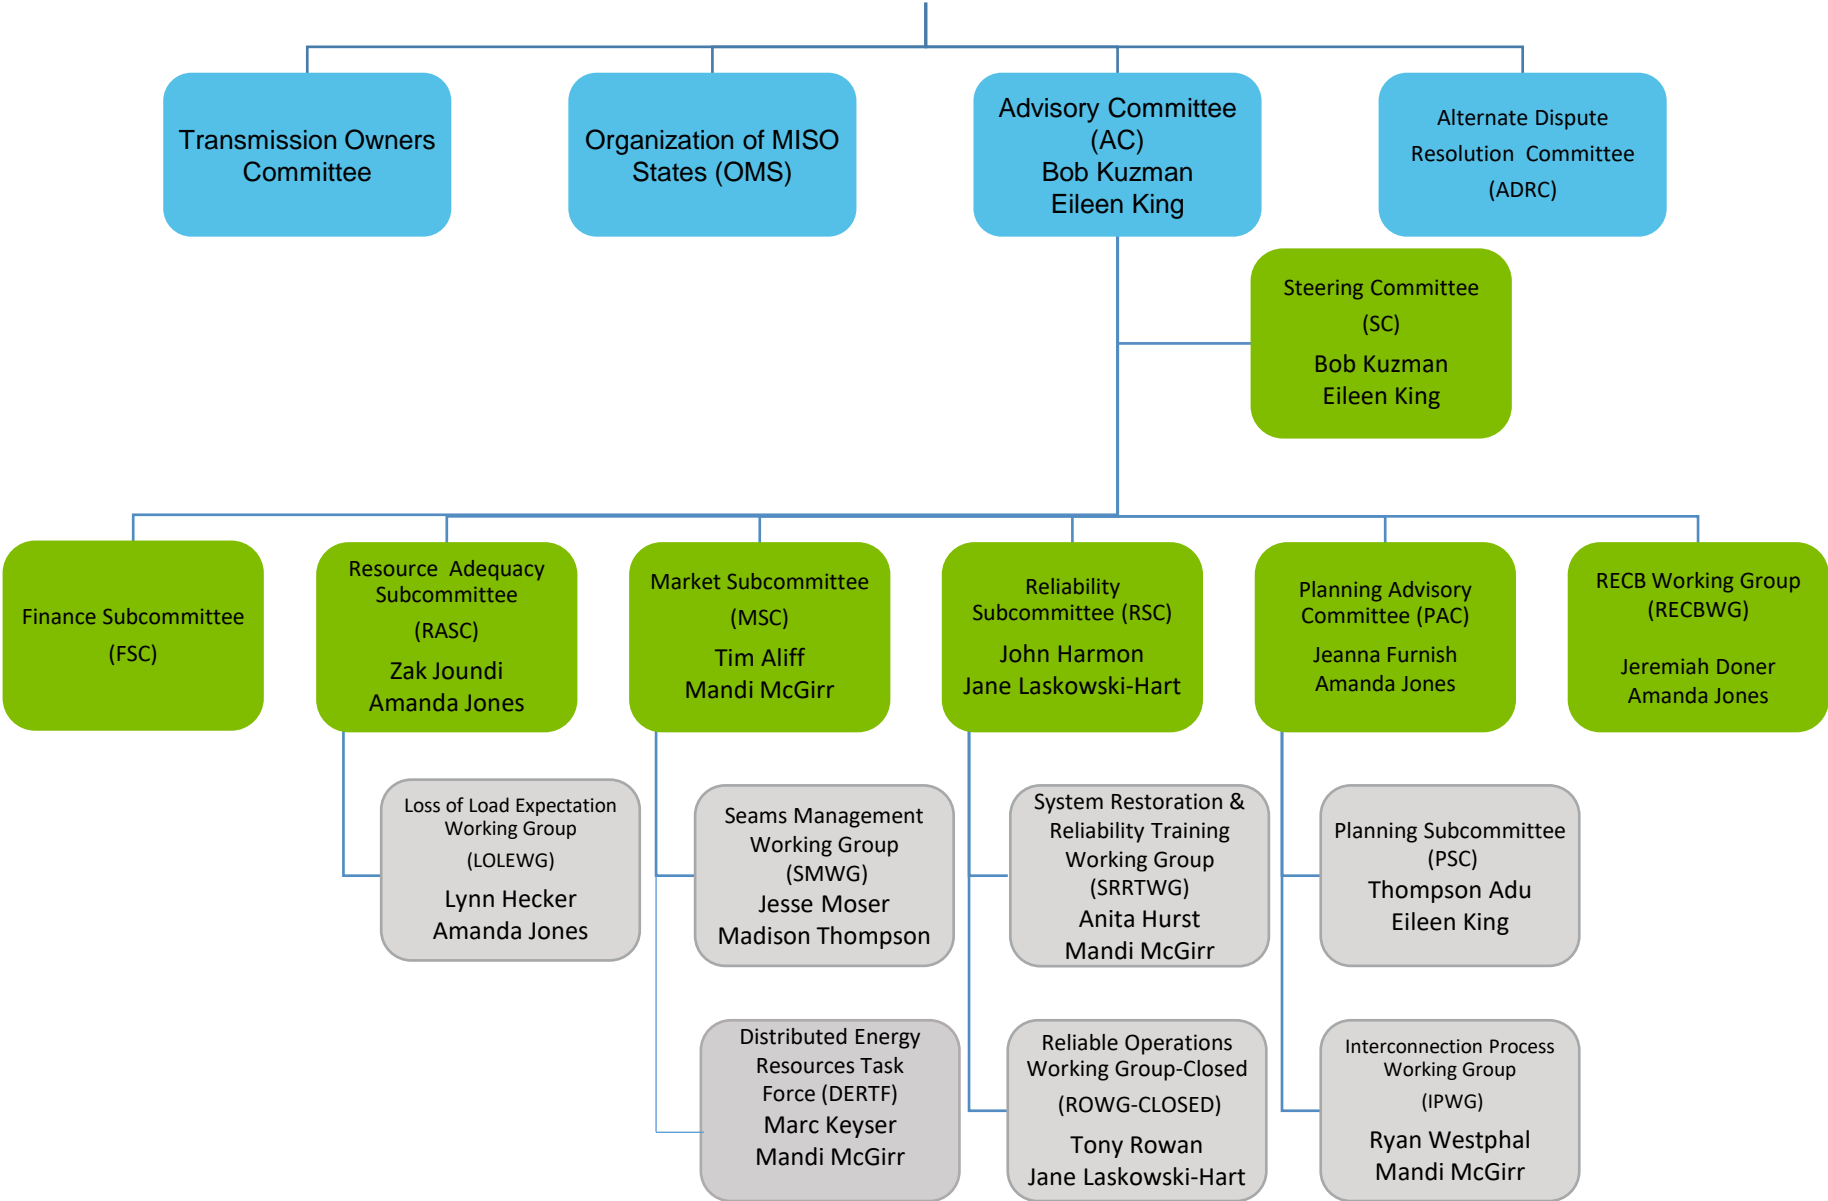 Transmission Owners
Committee
Organization of MISO
States (OMS)
Advisory Committee
(AC)
Bob Kuzman
Eileen King
Alternate Dispute
Resolution Committee
(ADRC)
Steering Committee
(SC)
Bob Kuzman
Eileen King
Finance Subcommittee
(FSC)
Resource Adequacy
Subcommittee
(RASC)
Zak Joundi
Amanda Jones
Market Subcommittee
(MSC)
Tim Aliff
Mandi McGirr
Reliability
Subcommittee (RSC)
John Harmon
Jane Laskowski-Hart
Planning Advisory
Committee (PAC)
Jeanna Furnish
Amanda Jones
RECB Working Group
(RECBWG)
Jeremiah Doner
Amanda Jones
Loss of Load Expectation
Working Group
(LOLEWG)
Lynn Hecker
Amanda Jones
Seams Management
Working Group
(SMWG)
Jesse Moser
Madison Thompson
System Restoration &
Reliability Training
Working Group
(SRRTWG)
Anita Hurst
Mandi McGirr
Planning Subcommittee
(PSC)
Thompson Adu
Eileen King
Distributed Energy
Resources Task
Force (DERTF)
Marc Keyser
Mandi McGirr
Reliable Operations
Working Group-Closed
(ROWG-CLOSED)
Tony Rowan
Jane Laskowski-Hart
Interconnection Process
Working Group
(IPWG)
Ryan Westphal
Mandi McGirr